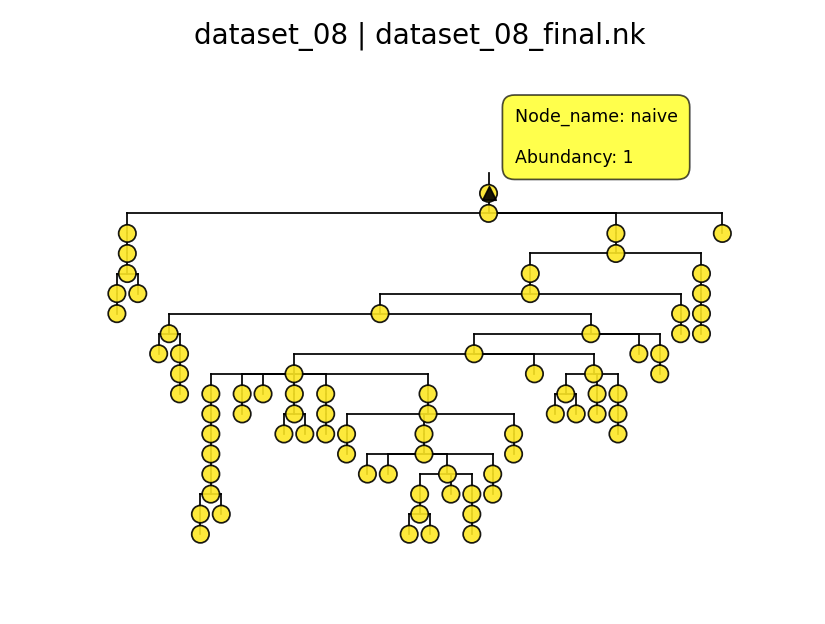 dataset_08 | dataset_08_final.nk
Node_name: naive
Abundancy: 1